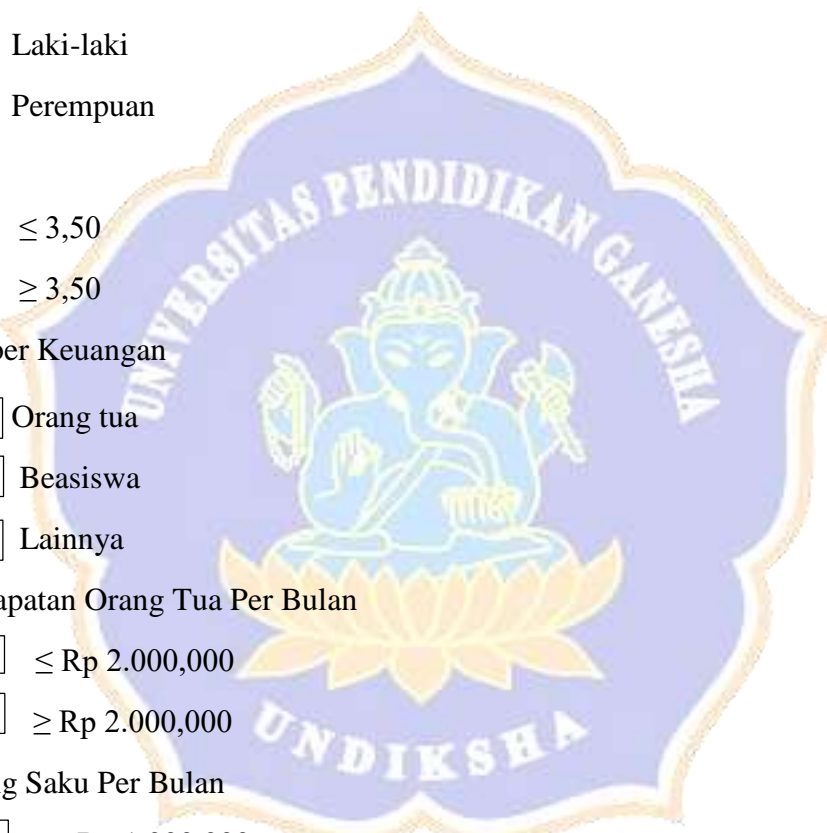 Laki-laki
Perempuan
≤ 3,50
≥ 3,50
ber Keuangan
Orang tua
Beasiswa
Lainnya
apatan Orang Tua Per Bulan
≤ Rp 2.000,000
≥ Rp 2.000,000
g Saku Per Bulan
UNIVERSITAS PENDIDIKAN GANESHA
UNDIKSHA